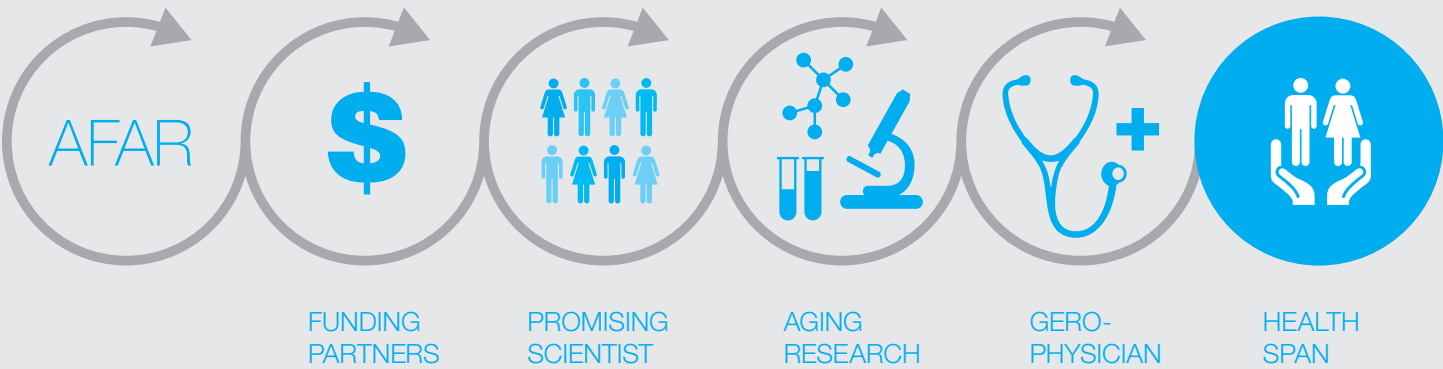 AFAR
$
FUNDING
PARTNERS
PROMISING
SCIENTIST
AGING
RESEARCH
GERO-
PHYSICIAN
HEALTH
SPAN